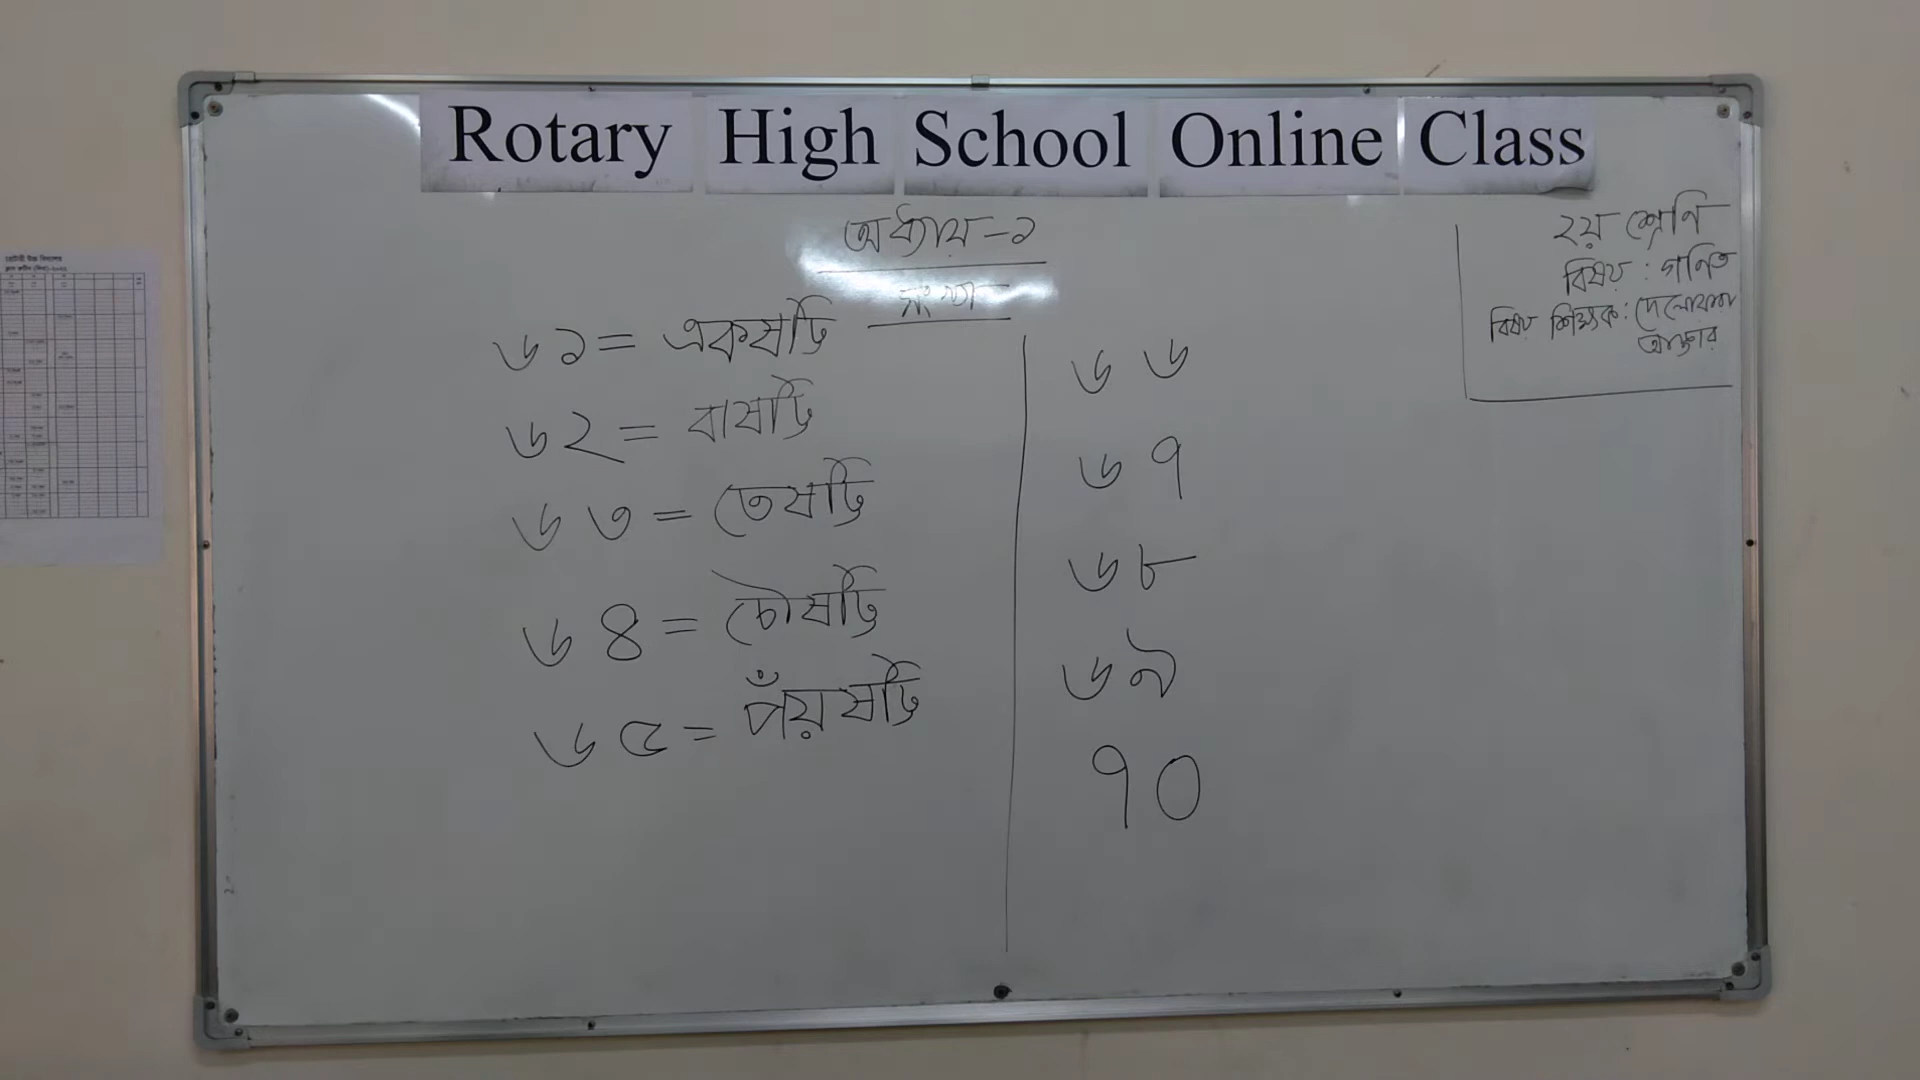 Rotary High School Online Class
অধ্যায়-১
সংখ্যা
২য় শ্রেণি
বিষয় : গণিত
বিষয় শিক্ষক : দেলোয়ারা
আক্তার
৬১ = একষট্টি
৬২ = বাষট্টি
৬৩ = তেষট্টি
৬৪ = চৌষট্টি
৬৫ = পঁয়ষট্টি
৬৬
৬৭
৬৮
৬৯
৭০